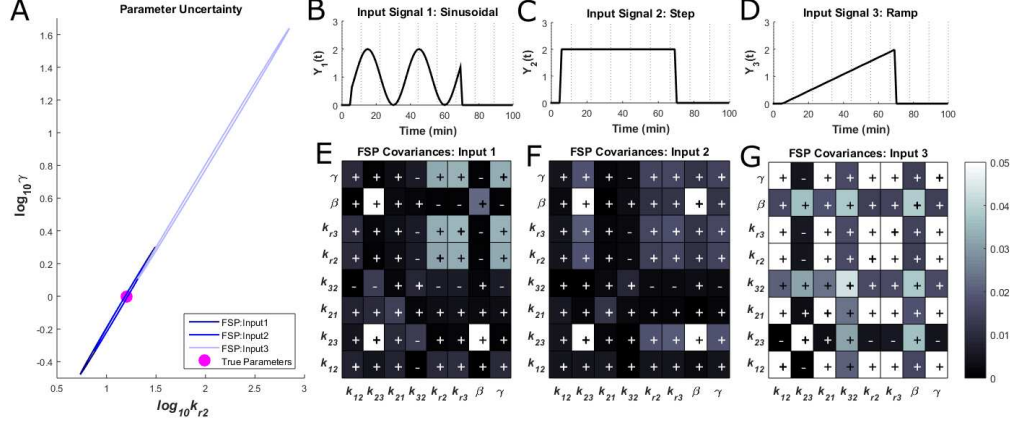 A
Parameter Uncertainty
log10 γ
1.6
1.4
1.2
1
0.8
0.6
0.4
0.2
0
-0.2
-0.4
0.5
1
1.5
2
2.5
3
log10 kr2
FSP:Input1
FSP:Input2
FSP:Input3
True Parameters
B
Input Signal 1: Sinusoidal
Y1(t)
3
2
1
0
0 20 40 60 80 100
Time (min)
C
Input Signal 2: Step
Y2(t)
3
2
1
0
0 20 40 60 80 100
Time (min)
D
Input Signal 3: Ramp
Y3(t)
3
2
1
0
0 20 40 60 80 100
Time (min)
E
FSP Covariances: Input 1
γ + + + - + + - +
β + + + + - - + -
kr3 + + + - + + - +
kr2 + + + - + + - +
k32 - - + + - - + -
k21 + + + + + + + +
k23 + + + - + + + +
k12 + + + - + + + +
k12 k23 k21 k32 kr2 kr3 β γ
F
FSP Covariances: Input 2
γ + + + - + + + +
β + + + - + + + +
kr3 + + + - + + + +
kr2 + + + - + + + +
k32 + - + + - - - -
k21 + + + + + + + +
k23 + + + - + + + +
k12 + + + + + + + +
k12 k23 k21 k32 kr2 kr3 β γ
G
FSP Covariances: Input 3
γ + - + + + + + +
β + + + + + + + +
kr3 + - + + + + + +
kr2 + - + + + + + +
k32 + + + + + + + +
k21 + + + + + + + +
k23 - + + + - - + -
k12 + - + + + + + +
k12 k23 k21 k32 kr2 kr3 β γ
0.05
0.04
0.03
0.02
0.01
0